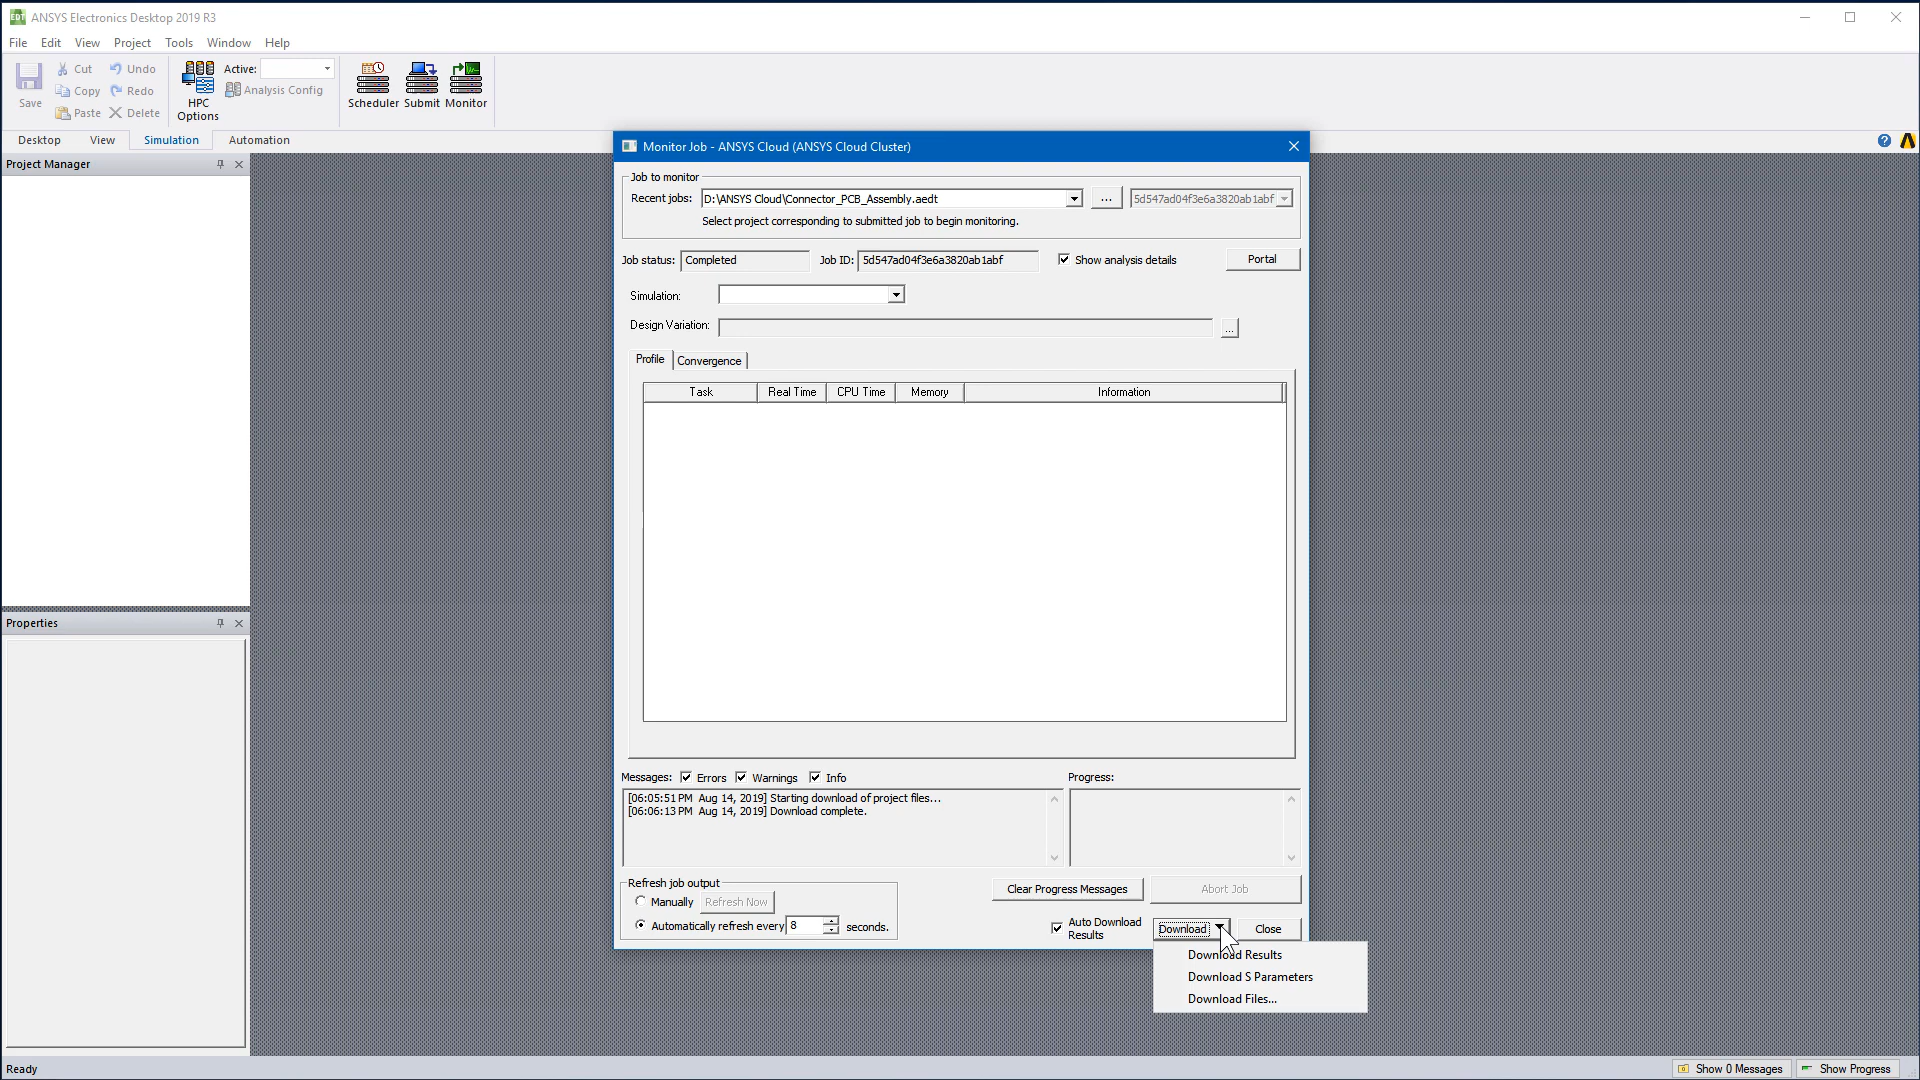 ANSYS Electronics Desktop 2019 R3
File Edit View Project Tools Window Help
Save
Cut
Copy
Paste
Undo
Redo
Delete
HPC
Options
Active:
Analysis Config
Scheduler
Submit
Monitor
Desktop View Simulation Automation
Project Manager
Properties
Monitor Job - ANSYS Cloud (ANSYS Cloud Cluster)
Job to monitor
Recent jobs: D:\ANSYS Cloud\Connector_PCB_Assembly.aedt ... 5d547ad04f3e6a3820ab1abf
Select project corresponding to submitted job to begin monitoring.
Job status: Completed Job ID: 5d547ad04f3e6a3820ab1abf Show analysis details Portal
Simulation:
Design Variation: ...
Profile Convergence
Task Real Time CPU Time Memory Information
Messages: Errors Warnings Info Progress:
[06:05:51 PM Aug 14, 2019] Starting download of project files...
[06:06:13 PM Aug 14, 2019] Download complete.
Refresh job output
Manually Refresh Now
Automatically refresh every 8 seconds.
Clear Progress Messages Abort Job
Auto Download
Results
Download Close
Download Results
Download S Parameters
Download Files...
Ready Show 0 Messages Show Progress